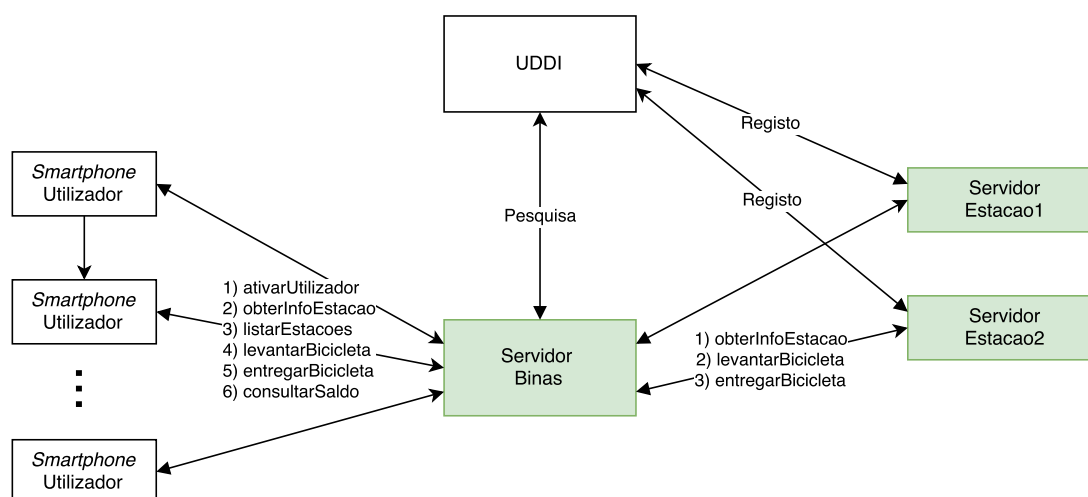 UDDI
Registo
Smartphone
Utilizador
Servidor
Estacao1
Pesquisa
Registo
Smartphone
Utilizador
1) ativarUtilizador
2) obterInfoEstacao
3) listarEstacoes
4) levantarBicicleta
5) entregarBicicleta
6) consultarSaldo
Servidor
Binas
1) obterInfoEstacao
2) levantarBicicleta
3) entregarBicicleta
Servidor
Estacao2
Smartphone
Utilizador